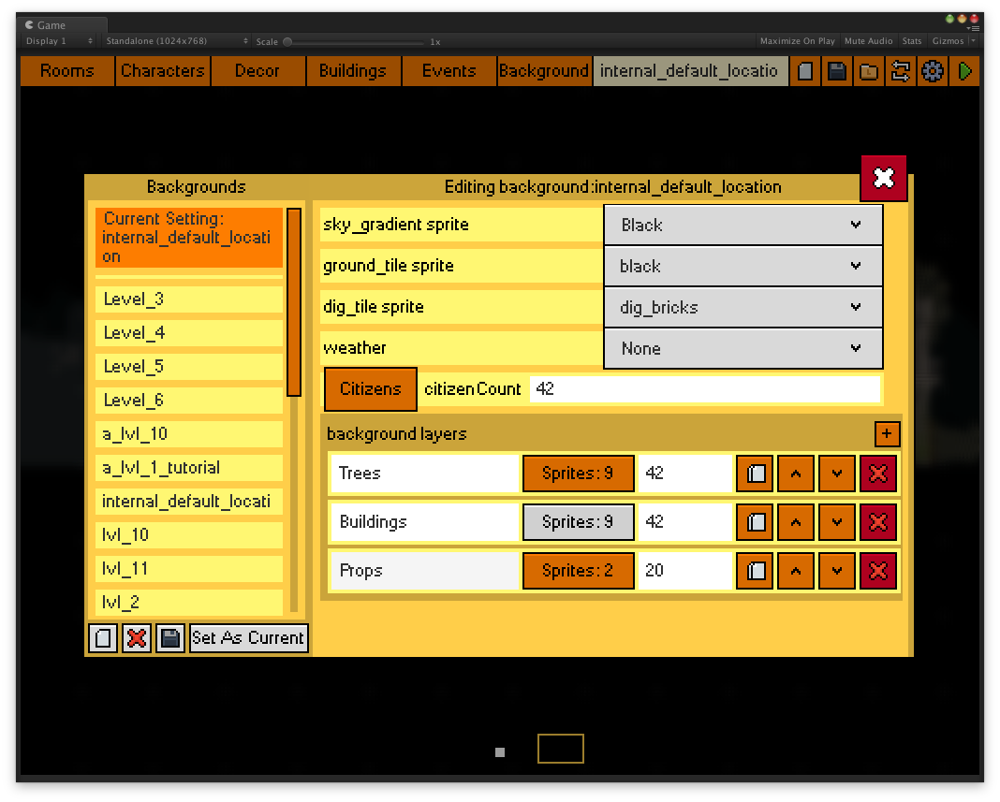 Game
Display 1 Standalone (1024x768) Scale 1x Maximize On Play Mute Audio Stats Gizmos
Rooms Characters Decor Buildings Events Background internal_default_locatio
Backgrounds
Editing background:internal_default_location
Current Setting:
internal_default_locati
on
Level_3
Level_4
Level_5
Level_6
a_lvl_10
a_lvl_1_tutorial
internal_default_locati
lvl_10
lvl_11
lvl_2
Set As Current
sky_gradient sprite Black
ground_tile sprite black
dig_tile sprite dig_bricks
weather None
Citizens citizenCount 42
background layers +
Trees Sprites: 9 42
Buildings Sprites: 9 42
Props Sprites: 2 20